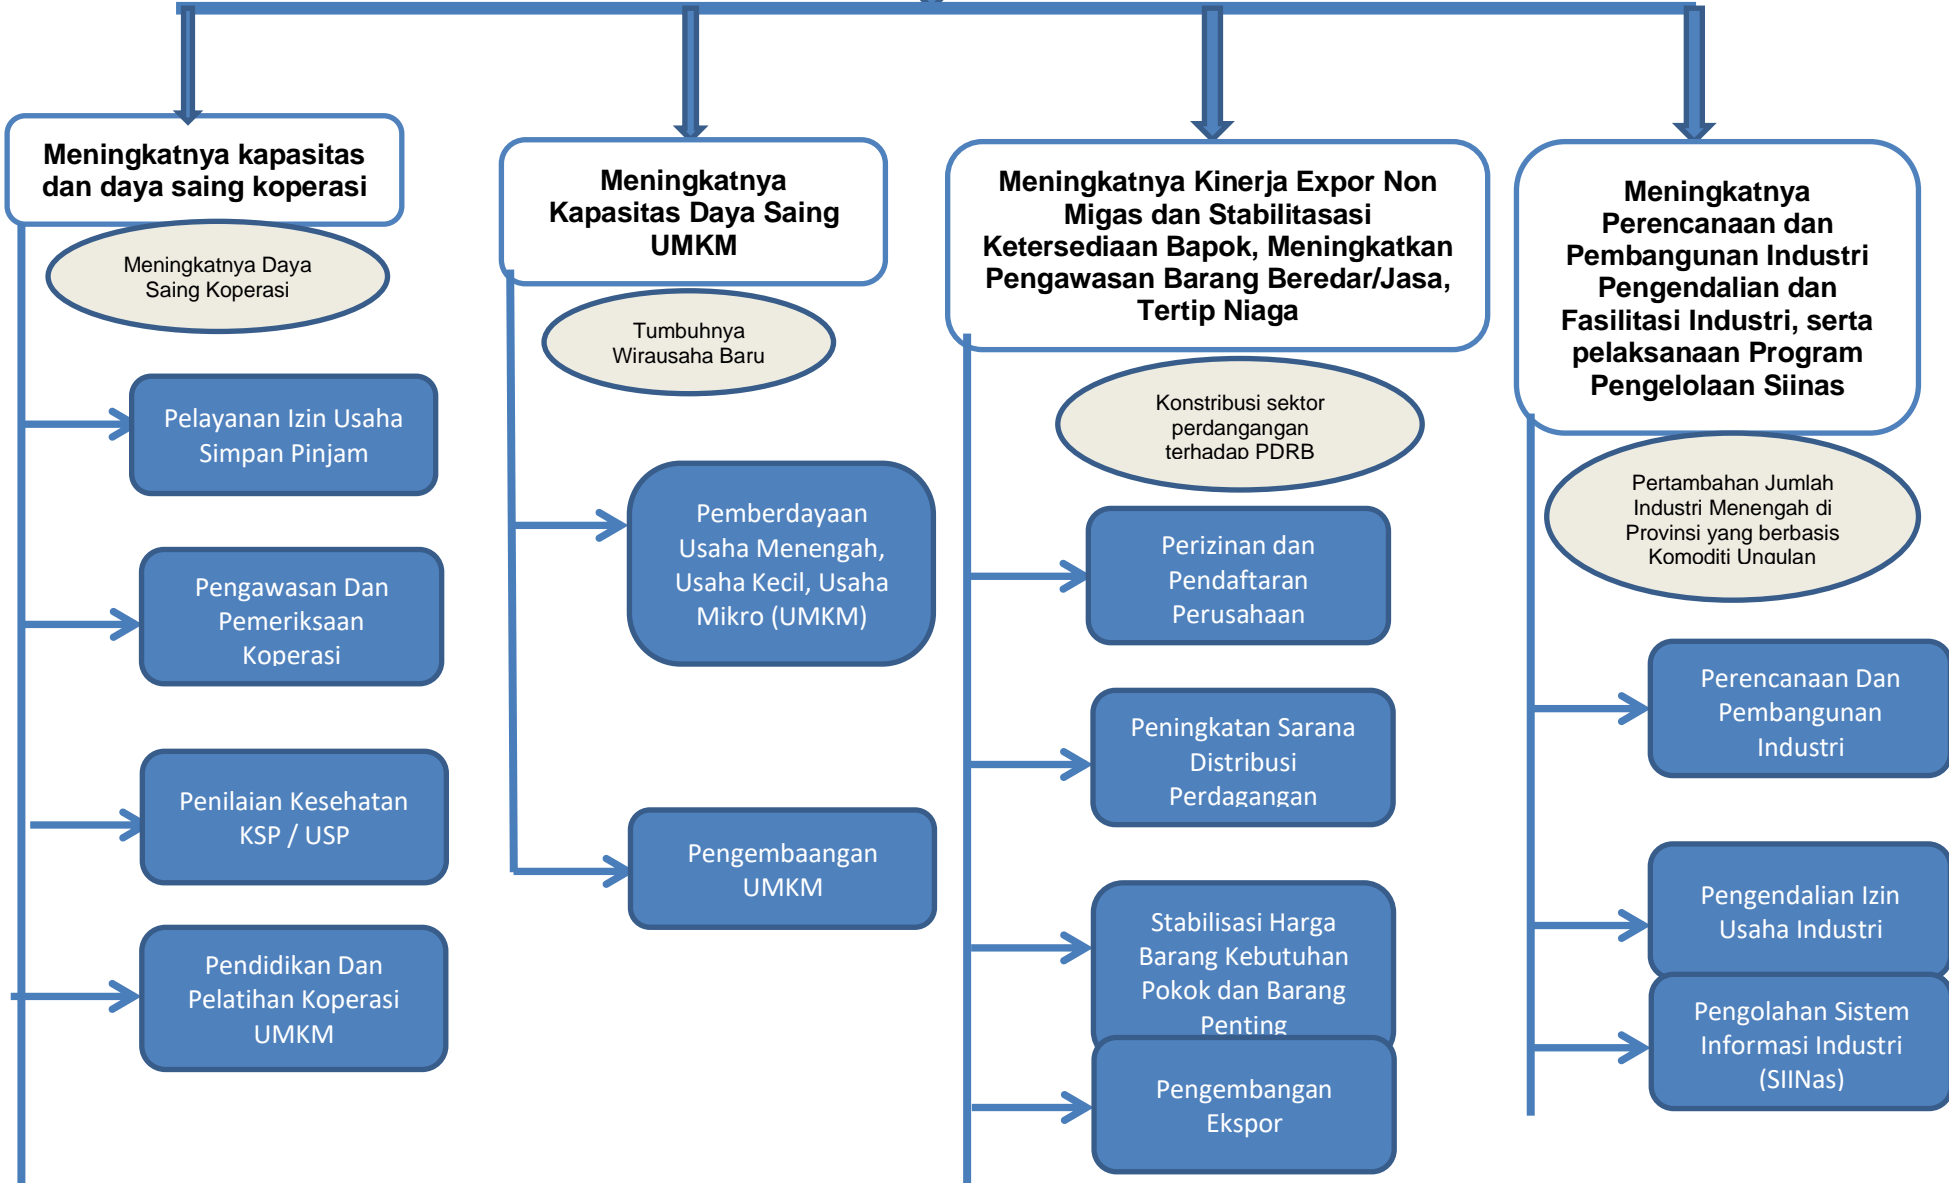 Meningkatnya kapasitas
dan daya saing koperasi
Meningkatnya Daya
Saing Koperasi
Pelayanan Izin Usaha
Simpan Pinjam
Pengawasan Dan
Pemeriksaan
Koperasi
Penilaian Kesehatan
KSP / USP
Pendidikan Dan
Pelatihan Koperasi
UMKM
Meningkatnya
Kapasitas Daya Saing
UMKM
Tumbuhnya
Wirausaha Baru
Pemberdayaan
Usaha Menengah,
Usaha Kecil, Usaha
Mikro (UMKM)
Pengembaangan
UMKM
Meningkatnya Kinerja Expor Non
Migas dan Stabilitasasi
Ketersediaan Bapok, Meningkatkan
Pengawasan Barang Beredar/Jasa,
Tertip Niaga
Konstribusi sektor
perdangangan
terhadap PDRB
Perizinan dan
Pendaftaran
Perusahaan
Peningkatan Sarana
Distribusi
Perdagangan
Stabilisasi Harga
Barang Kebutuhan
Pokok dan Barang
Penting
Pengembangan
Ekspor
Meningkatnya
Perencanaan dan
Pembangunan Industri
Pengendalian dan
Fasilitasi Industri, serta
pelaksanaan Program
Pengelolaan Siinas
Pertambahan Jumlah
Industri Menengah di
Provinsi yang berbasis
Komoditi Ungulan
Perencanaan Dan
Pembangunan
Industri
Pengendalian Izin
Usaha Industri
Pengolahan Sistem
Informasi Industri
(SIINas)